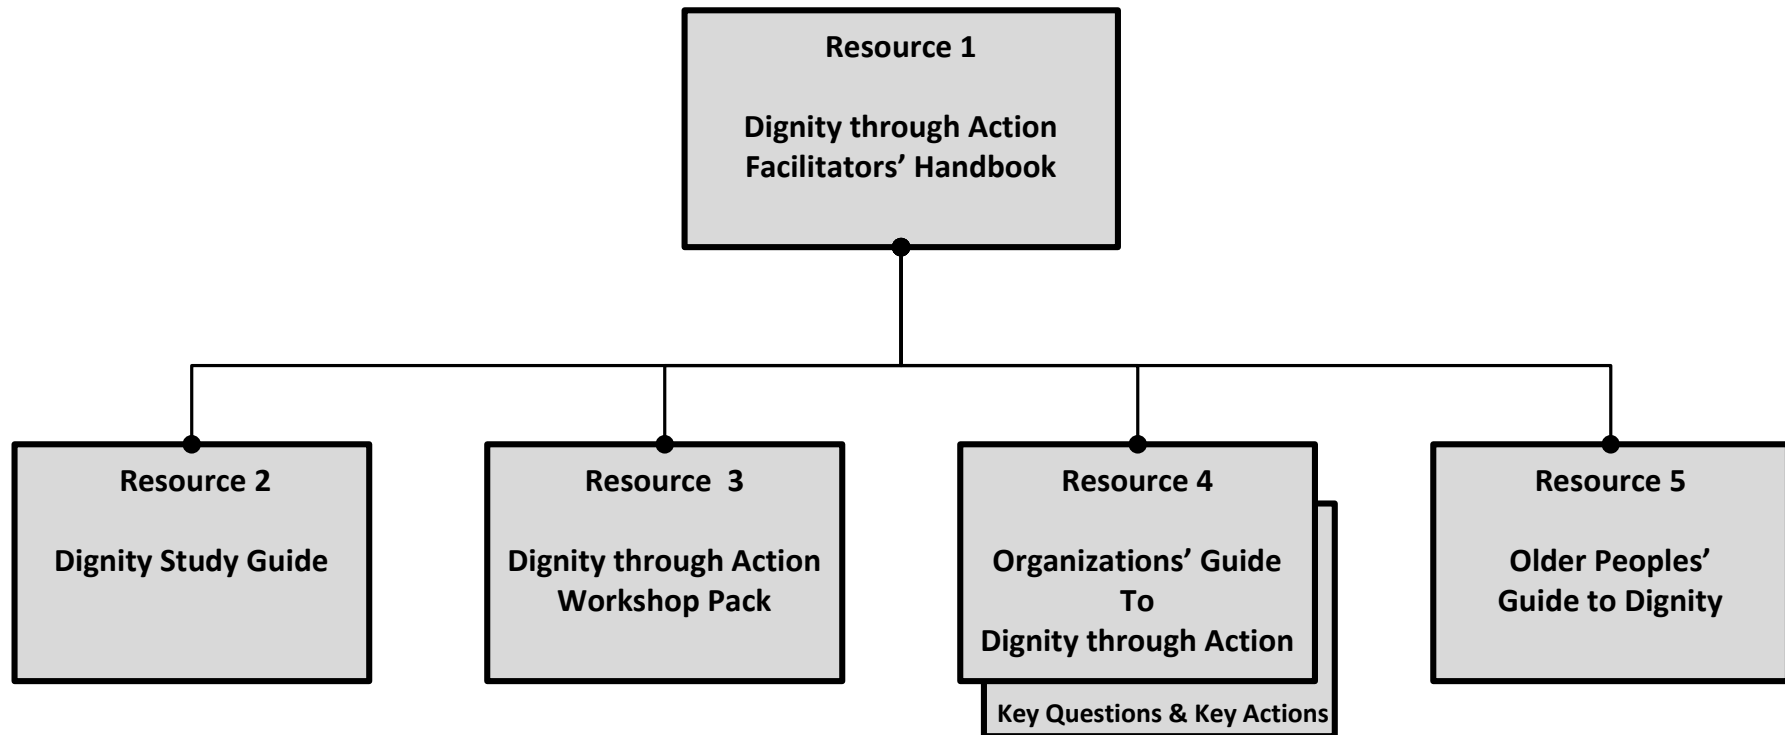 Resource 1
Dignity through Action
Facilitators’ Handbook
Resource 2
Dignity Study Guide
Resource  3
Dignity through Action
Workshop Pack
Resource 4
Organizations’ Guide
To
Dignity through Action
Key Questions & Key Actions
Resource 5
Older Peoples’
Guide to Dignity